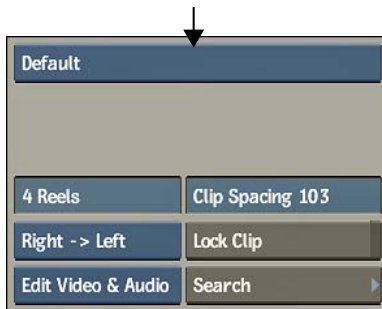 Default
4 Reels
Clip Spacing 103
Right -> Left
Lock Clip
Edit Video & Audio
Search